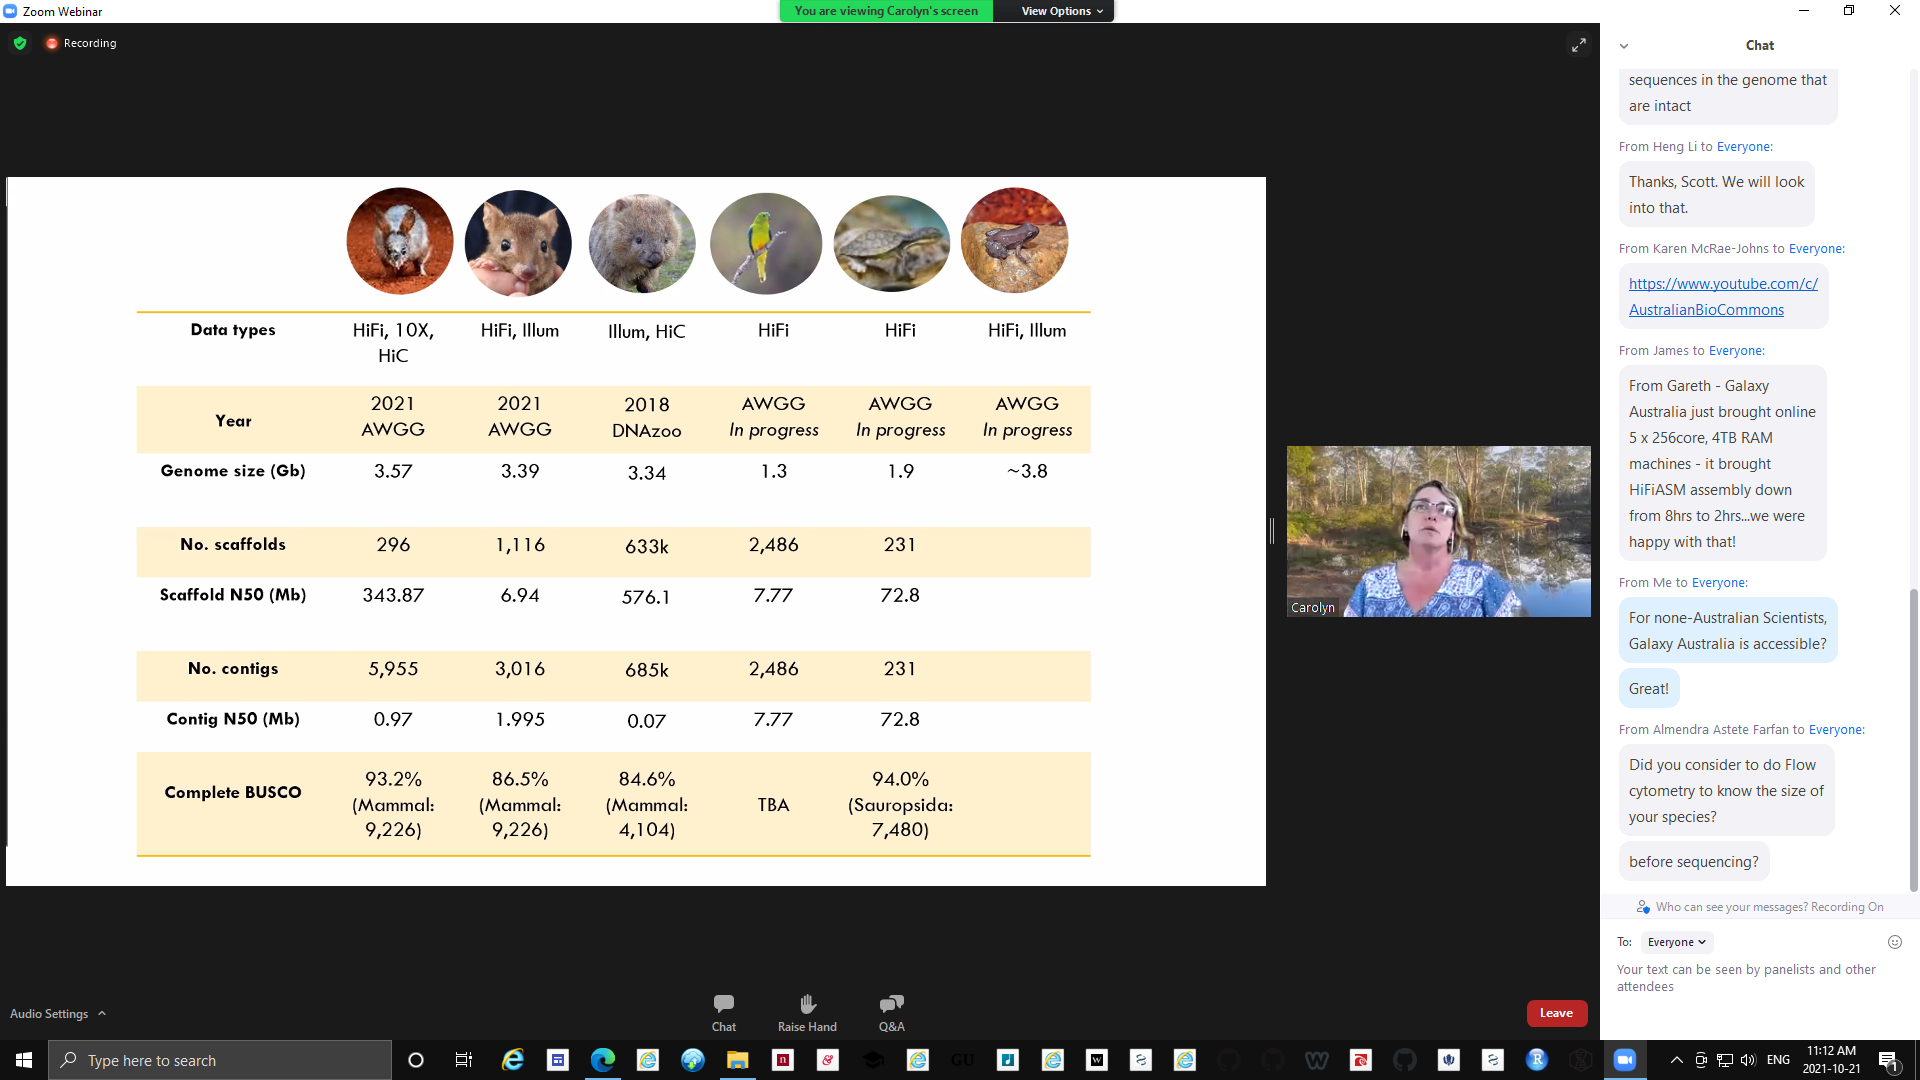 Zoom Webinar
You are viewing Carolyn's screen
View Options
Recording
Data types
HiFi, 10X,
HiC
HiFi, Illum
Illum, HiC
HiFi
HiFi
HiFi, Illum
Year
2021
AWGG
2021
AWGG
2018
DNAzoo
AWGG
In progress
AWGG
In progress
AWGG
In progress
Genome size (Gb)
3.57
3.39
3.34
1.3
1.9
~3.8
No. scaffolds
296
1,116
633k
2,486
231
Scaffold N50 (Mb)
343.87
6.94
576.1
7.77
72.8
No. contigs
5,955
3,016
685k
2,486
231
Contig N50 (Mb)
0.97
1.995
0.07
7.77
72.8
Complete BUSCO
93.2%
(Mammal:
9,226)
86.5%
(Mammal:
9,226)
84.6%
(Mammal:
4,104)
TBA
94.0%
(Sauropsida:
7,480)
Carolyn
Chat
sequences in the genome that
are intact
From Heng Li to Everyone:
Thanks, Scott. We will look
into that.
From Karen McRae-Johns to Everyone:
https://www.youtube.com/c/
AustralianBioCommons
From James to Everyone:
From Gareth - Galaxy
Australia just brought online
5 x 256core, 4TB RAM
machines - it brought
HiFiASM assembly down
from 8hrs to 2hrs...we were
happy with that!
From Me to Everyone:
For none-Australian Scientists,
Galaxy Australia is accessible?
Great!
From Almendra Astete Farfan to Everyone:
Did you consider to do Flow
cytometry to know the size of
your species?
before sequencing?
Who can see your messages? Recording On
To: Everyone
Your text can be seen by panelists and other
attendees
Audio Settings
Chat
Raise Hand
Q&A
Leave
Type here to search
GU
ENG
11:12 AM
2021-10-21
1